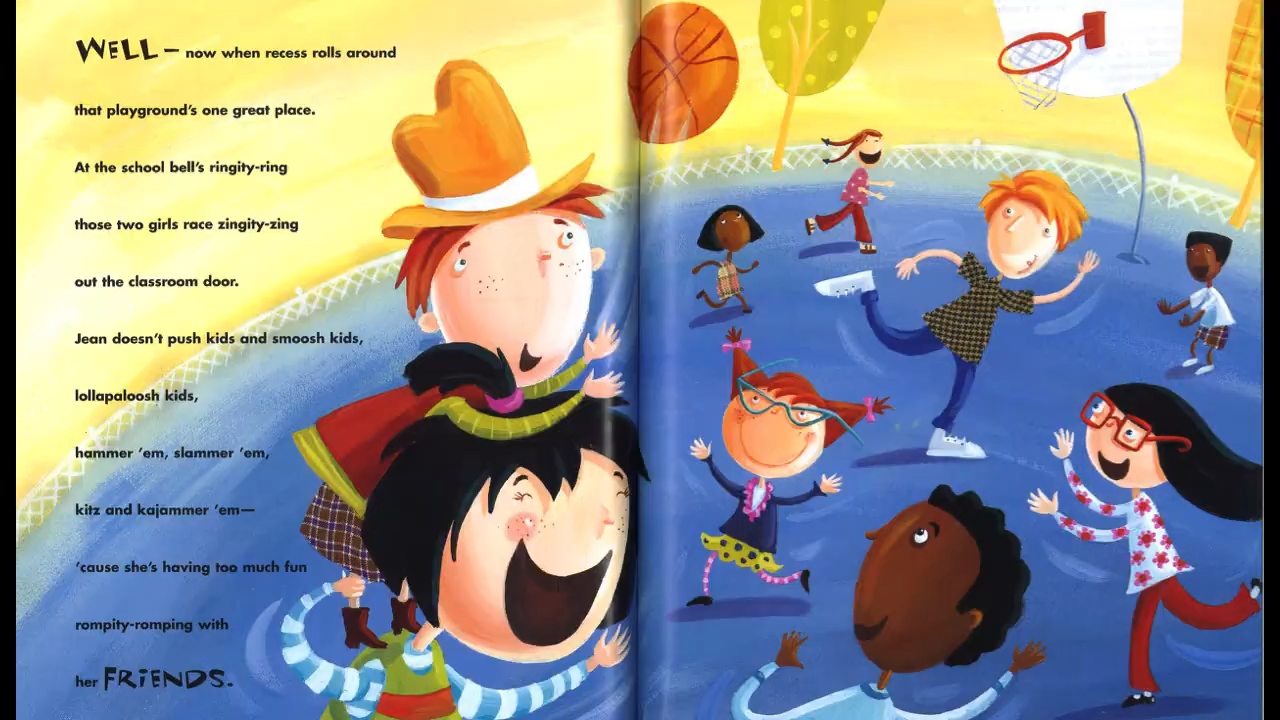 WELL – now when recess rolls around
that playground's one great place.
At the school bell's ringity-ring
those two girls race zingity-zing
out the classroom door.
Jean doesn't push kids and smoosh kids,
lollapaloosh kids,
hammer 'em, slammer 'em,
kitz and kajammer 'em—
'cause she's having too much fun
rompity-romping with
her FRiENDS.